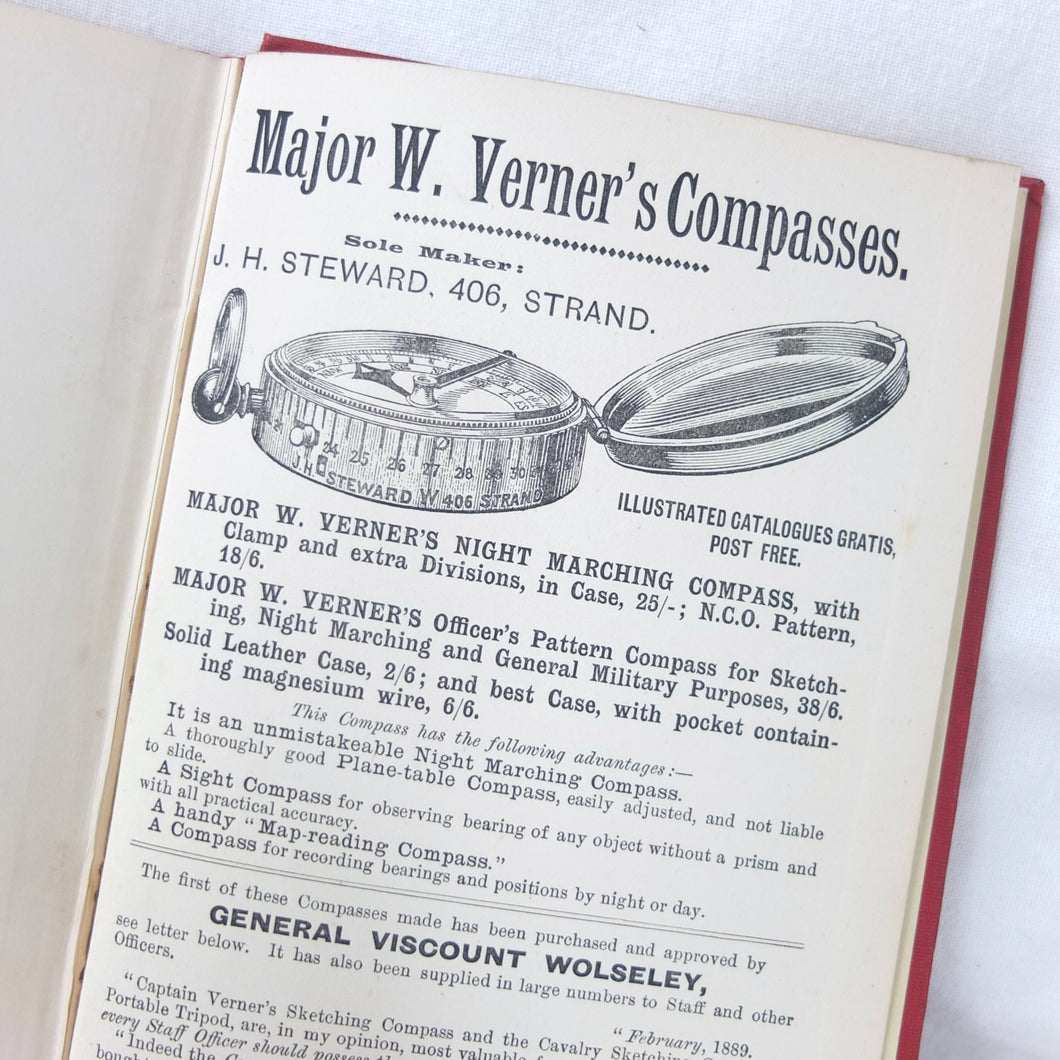 Major W. Verner's Compasses.
Sole Maker:
J. H. STEWARD, 406, STRAND.
24 25 26 27 28 29 30
J.H. STEWARD 406 STRAND
ILLUSTRATED CATALOGUES GRATIS,
POST FREE.
MAJOR W. VERNER'S NIGHT MARCHING COMPASS, with
Clamp and extra Divisions, in Case, 25/-; N.C.O. Pattern,
18/6.
MAJOR W. VERNER'S Officer's Pattern Compass for Sketch-
ing, Night Marching and General Military Purposes, 38/6.
Solid Leather Case, 2/6; and best Case, with pocket contain-
ing magnesium wire, 6/6.
This Compass has the following advantages:—
It is an unmistakeable Night Marching Compass.
A thoroughly good Plane-table Compass, easily adjusted, and not liable
to slide.
A Sight Compass for observing bearing of any object without a prism and
with all practical accuracy.
A handy "Map-reading Compass."
A Compass for recording bearings and positions by night or day.
The first of these Compasses made has been purchased and approved by
GENERAL VISCOUNT WOLSELEY,
see letter below. It has also been supplied in large numbers to Staff and other
Officers.
"February, 1889.
"Captain Verner's Sketching Compass and the Cavalry Sketching
Portable Tripod, are, in my opinion, most valuable
every Staff Officer should possess
"Indeed the